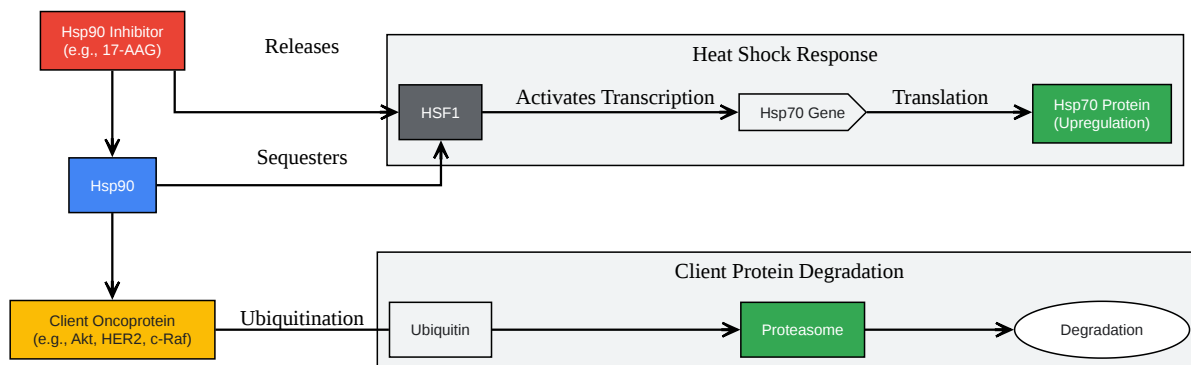 Hsp90 Inhibitor
(e.g., 17-AAG)
Releases
Heat Shock Response
HSF1
Activates Transcription
Hsp70 Gene
Translation
Hsp70 Protein
(Upregulation)
Sequesters
Hsp90
Client Protein Degradation
Client Oncoprotein
(e.g., Akt, HER2, c-Raf)
Ubiquitination
Ubiquitin
Proteasome
Degradation